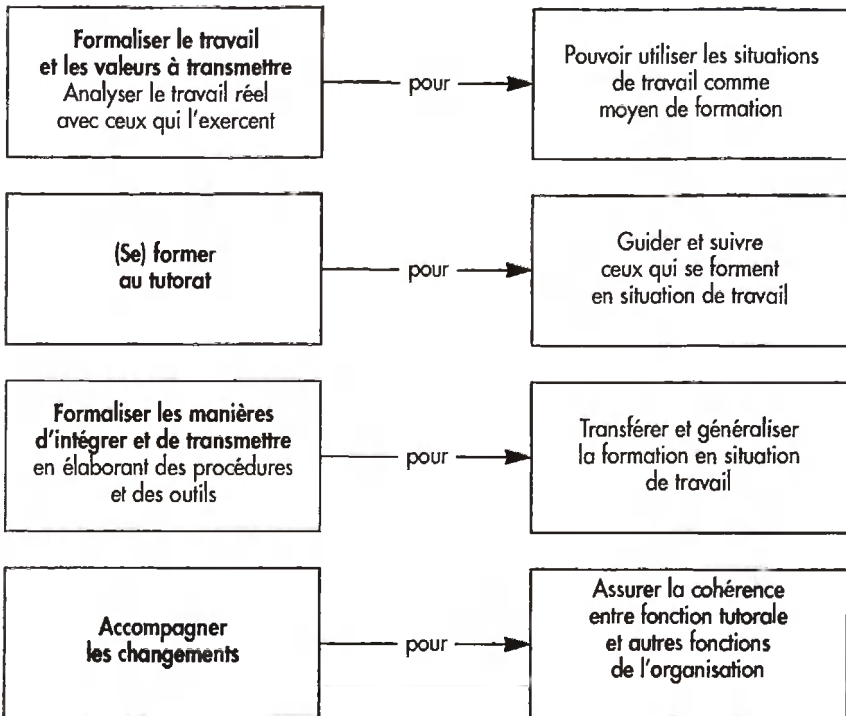 Formaliser le travail
et les valeurs à transmettre
Analyser le travail réel
avec ceux qui l'exercent
pour
Pouvoir utiliser les situations
de travail comme
moyen de formation
(Se) former
au tutorat
pour
Guider et suivre
ceux qui se forment
en situation de travail
Formaliser les manières
d'intégrer et de transmettre
en élaborant des procédures
et des outils
pour
Transférer et généraliser
la formation en situation
de travail
Accompagner
les changements
pour
Assurer la cohérence
entre fonction tutorale
et autres fonctions
de l'organisation